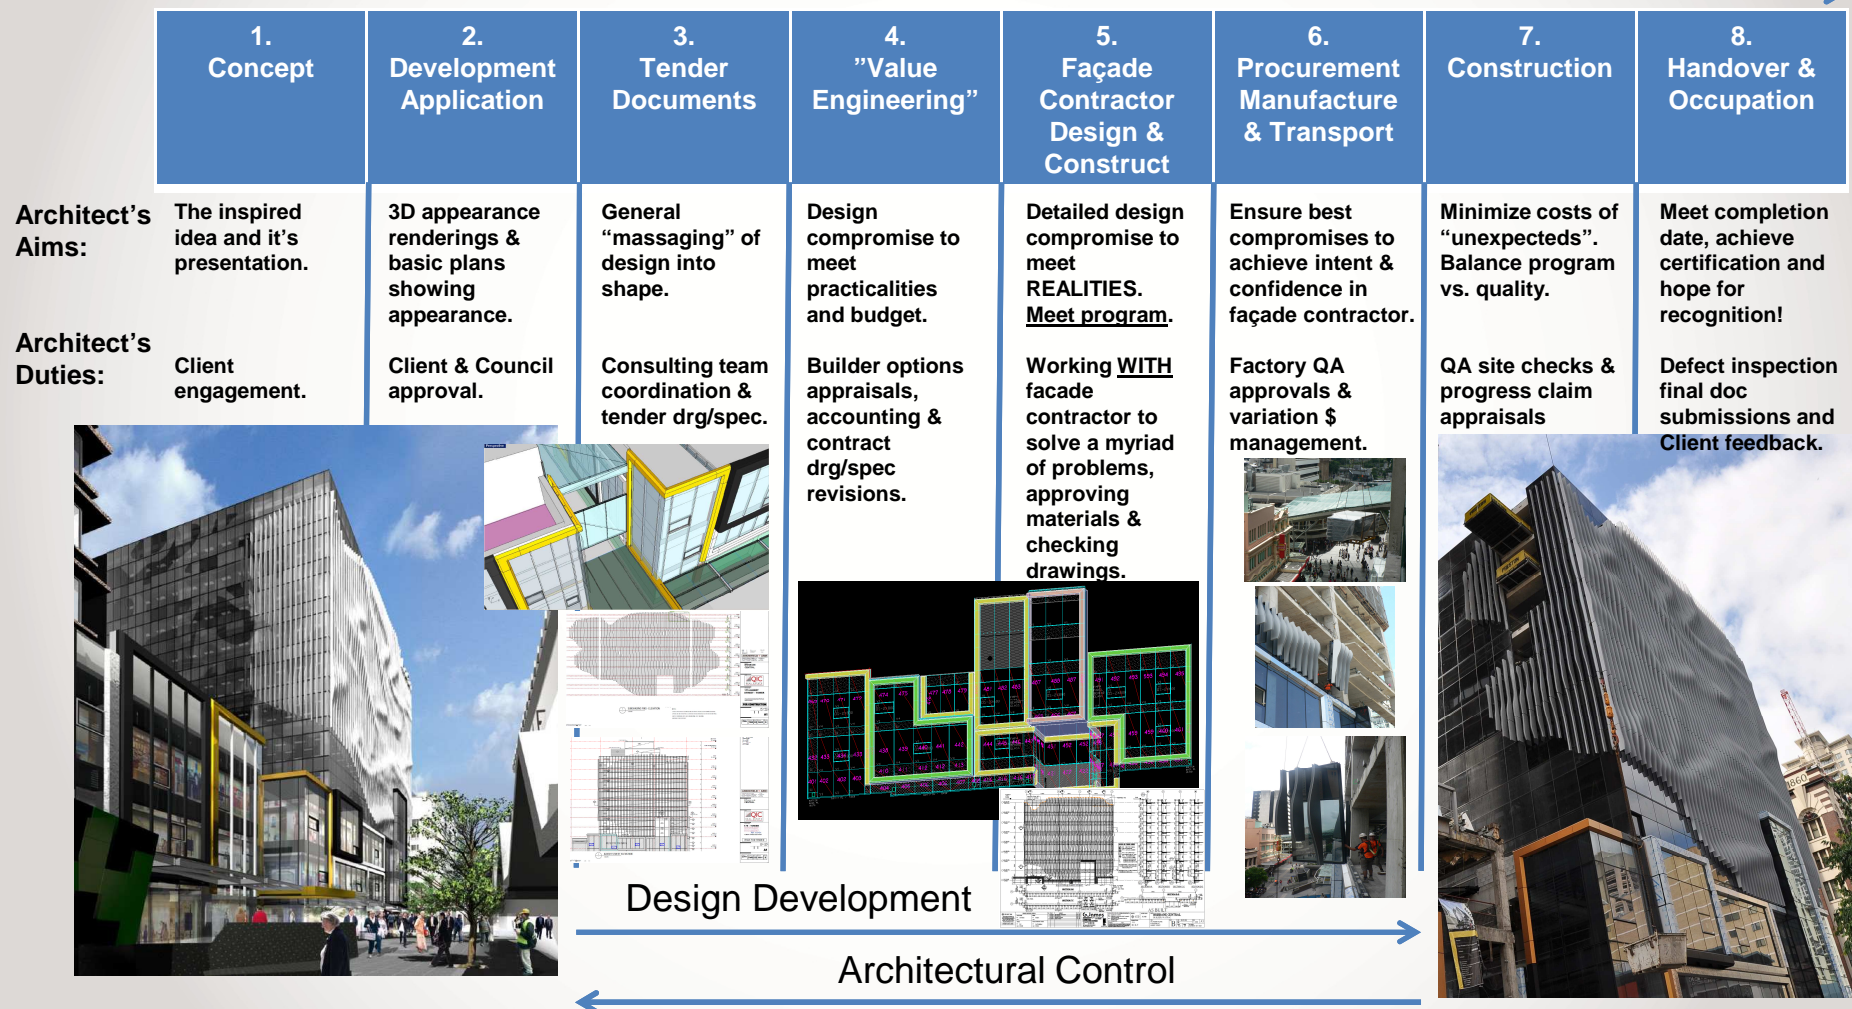 1.
Concept
2.
Development
Application
3.
Tender
Documents
4.
”Value
Engineering”
5.
Façade
Contractor
Design &
Construct
6.
Procurement
Manufacture
& Transport
7.
Construction
8.
Handover &
Occupation
Architect’s
Aims:
The inspired
idea and it’s
presentation.
3D appearance
renderings &
basic plans
showing
appearance.
General
“massaging” of
design into
shape.
Design
compromise to
meet
practicalities
and budget.
Detailed design
compromise to
meet
REALITIES.
Meet program.
Ensure best
compromises to
achieve intent &
confidence in
façade contractor.
Minimize costs of
“unexpecteds”.
Balance program
vs. quality.
Meet completion
date, achieve
certification and
hope for
recognition!
Architect’s
Duties:
Client
engagement.
Client & Council
approval.
Consulting team
coordination &
tender drg/spec.
Builder options
appraisals,
accounting &
contract
drg/spec
revisions.
Working WITH
facade
contractor to
solve a myriad
of problems,
approving
materials &
checking
drawings.
Factory QA
approvals &
variation $
management.
QA site checks &
progress claim
appraisals
Defect inspection
final doc
submissions and
Client feedback.
QIC
QIC
G.James
Design Development
Architectural Control